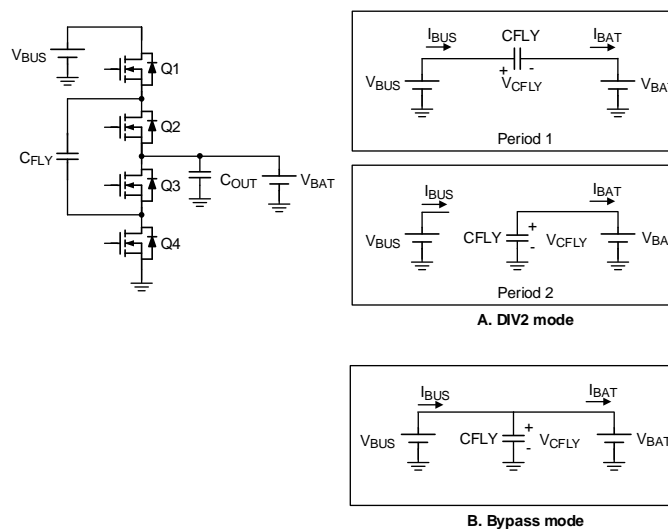 VBUS
Q1
Q2
CFLY
Q3
COUT
VBAT
Q4
IBUS
CFLY
IBAT
+
-
VCFLY
VBUS
VBAT
Period 1
IBUS
IBAT
VBUS
CFLY
+
-
VCFLY
VBA
Period 2
A. DIV2 mode
IBUS
IBAT
VBUS
CFLY
+
-
VCFLY
VBAT
B. Bypass mode